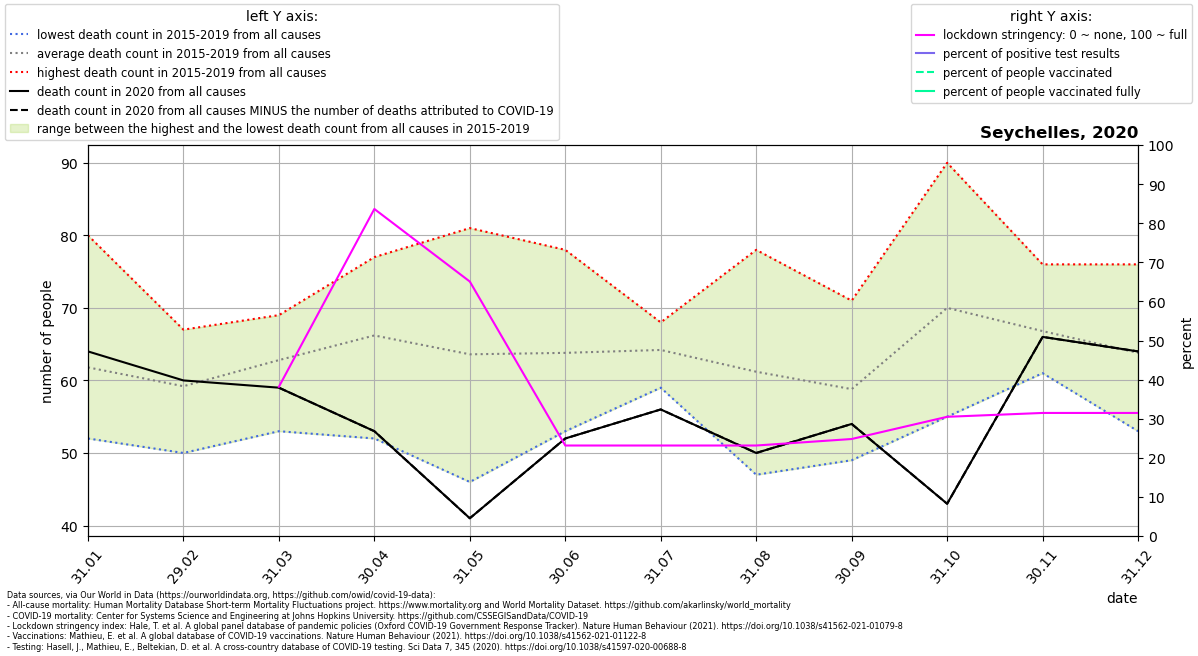 left Y axis:
lowest death count in 2015-2019 from all causes
average death count in 2015-2019 from all causes
highest death count in 2015-2019 from all causes
death count in 2020 from all causes
death count in 2020 from all causes MINUS the number of deaths attributed to COVID-19
range between the highest and the lowest death count from all causes in 2015-2019
right Y axis:
lockdown stringency: 0 ~ none, 100 ~ full
percent of positive test results
percent of people vaccinated
percent of people vaccinated fully
Seychelles, 2020
number of people
90
80
70
60
50
40
100
90
80
70
60
50
40
30
20
10
0
percent
31.01
29.02
31.03
30.04
31.05
30.06
31.07
31.08
30.09
31.10
30.11
31.12
date
Data sources, via Our World in Data (https://ourworldindata.org, https://github.com/owid/covid-19-data):
- All-cause mortality: Human Mortality Database Short-term Mortality Fluctuations project. https://www.mortality.org and World Mortality Dataset. https://github.com/akarlinsky/world_mortality
- COVID-19 mortality: Center for Systems Science and Engineering at Johns Hopkins University. https://github.com/CSSEGISandData/COVID-19
- Lockdown stringency index: Hale, T. et al. A global panel database of pandemic policies (Oxford COVID-19 Government Response Tracker). Nature Human Behaviour (2021). https://doi.org/10.1038/s41562-021-01079-8
- Vaccinations: Mathieu, E. et al. A global database of COVID-19 vaccinations. Nature Human Behaviour (2021). https://doi.org/10.1038/s41562-021-01122-8
- Testing: Hasell, J., Mathieu, E., Beltekian, D. et al. A cross-country database of COVID-19 testing. Sci Data 7, 345 (2020). https://doi.org/10.1038/s41597-020-00688-8